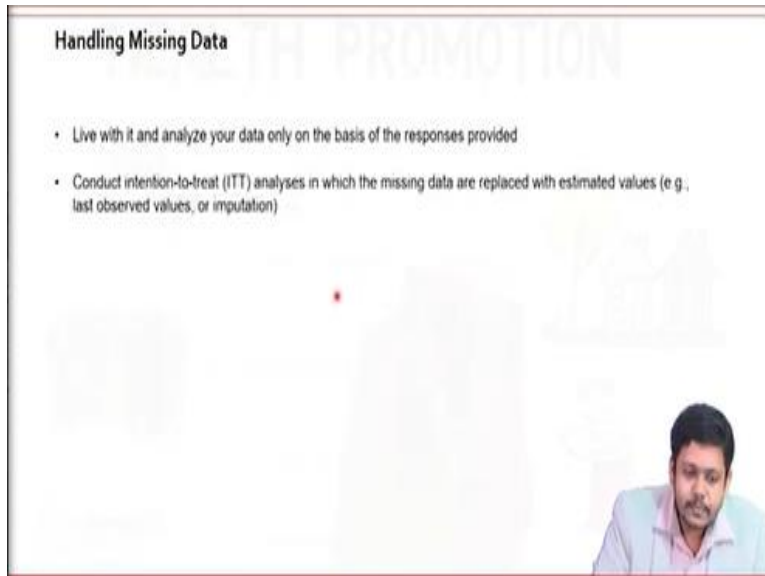 HEALTH PROMOTION
Handling Missing Data
• Live with it and analyze your data only on the basis of the responses provided
• Conduct intention-to-treat (ITT) analyses in which the missing data are replaced with estimated values (e.g.,
last observed values, or imputation)